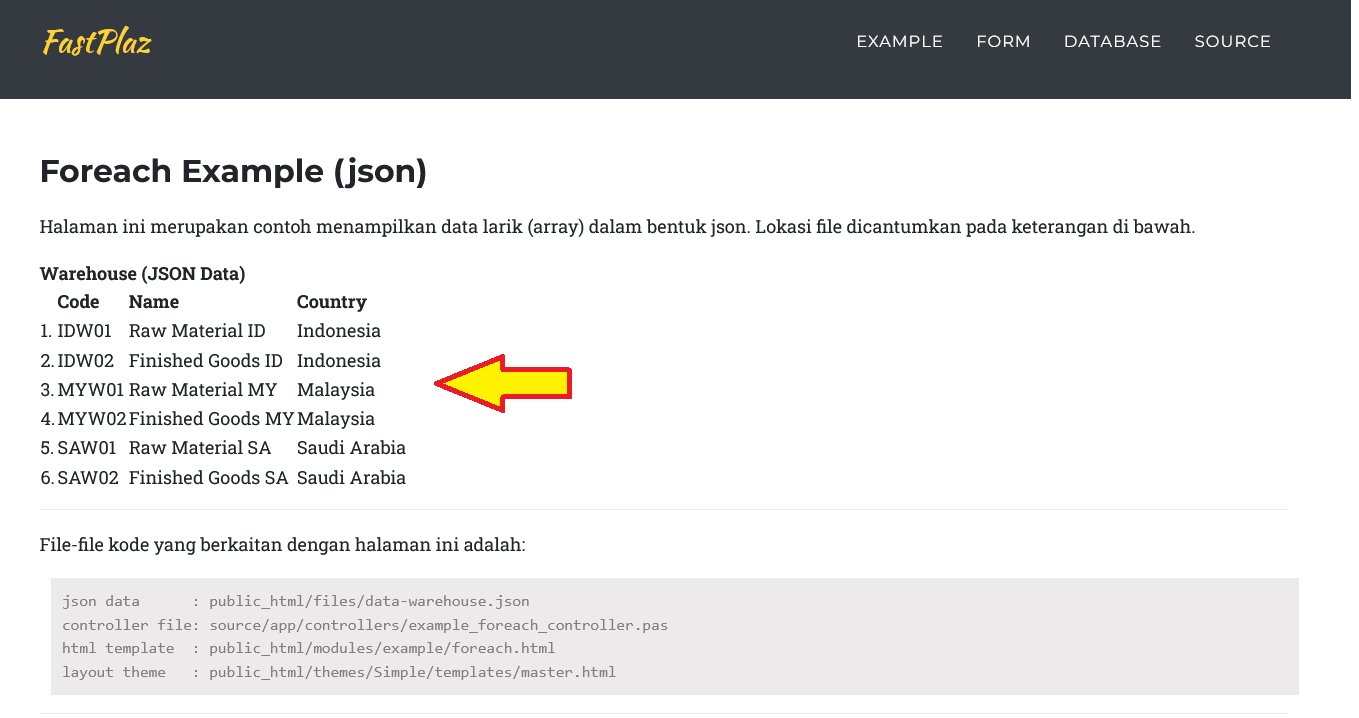 FastPlaz
EXAMPLE FORM DATABASE SOURCE
Foreach Example (json)
Halaman ini merupakan contoh menampilkan data larik (array) dalam bentuk json. Lokasi file dicantumkan pada keterangan di bawah.
Warehouse (JSON Data)
Code Name Country
1. IDW01 Raw Material ID Indonesia
2. IDW02 Finished Goods ID Indonesia
3. MYW01 Raw Material MY Malaysia
4. MYW02 Finished Goods MY Malaysia
5. SAW01 Raw Material SA Saudi Arabia
6. SAW02 Finished Goods SA Saudi Arabia
File-file kode yang berkaitan dengan halaman ini adalah:
json data : public_html/files/data-warehouse.json
controller file: source/app/controllers/example_foreach_controller.pas
html template : public_html/modules/example/foreach.html
layout theme : public_html/themes/Simple/templates/master.html